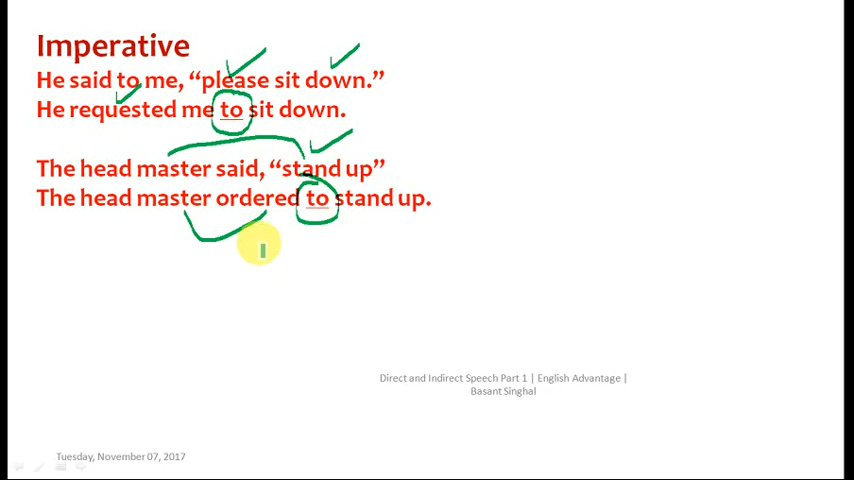 Imperative
He said to me, “please sit down.”
He requested me to sit down.
The head master said, “stand up”
The head master ordered to stand up.
Direct and Indirect Speech Part 1 | English Advantage |
Basant Singhal
Tuesday, November 07, 2017